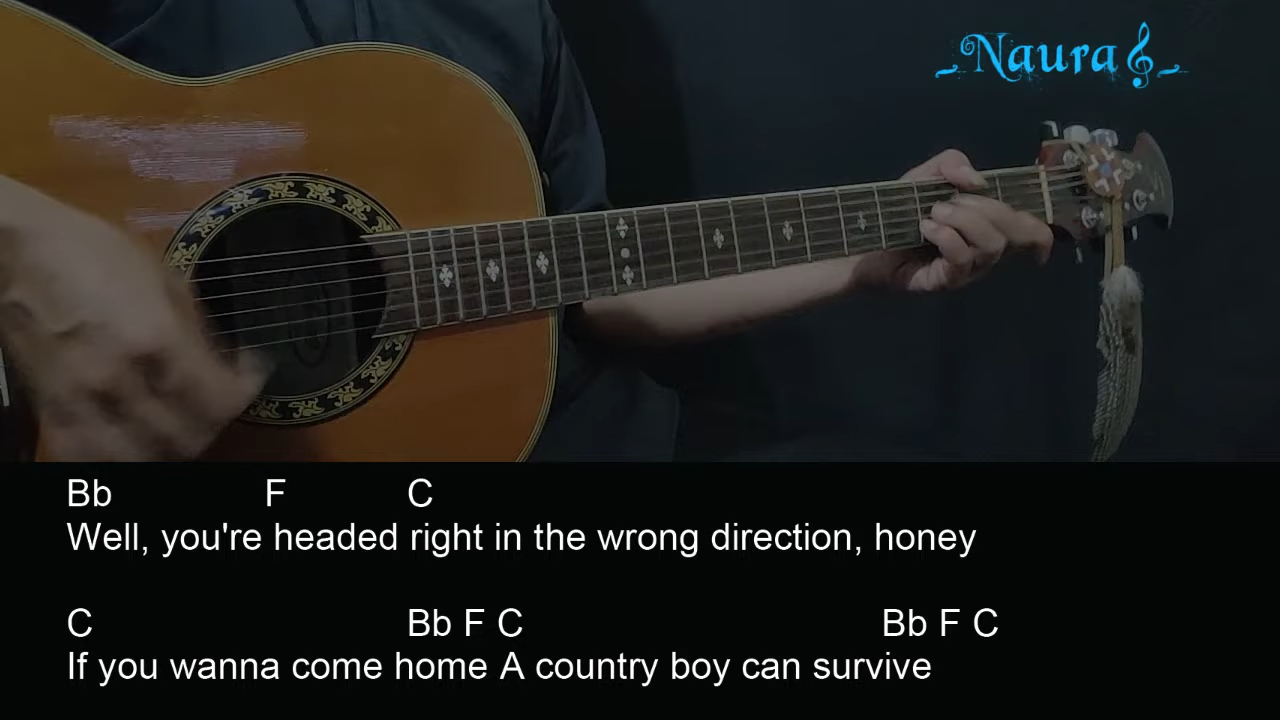 Naura
Bb F C
Well, you're headed right in the wrong direction, honey
C Bb F C Bb F C
If you wanna come home A country boy can survive